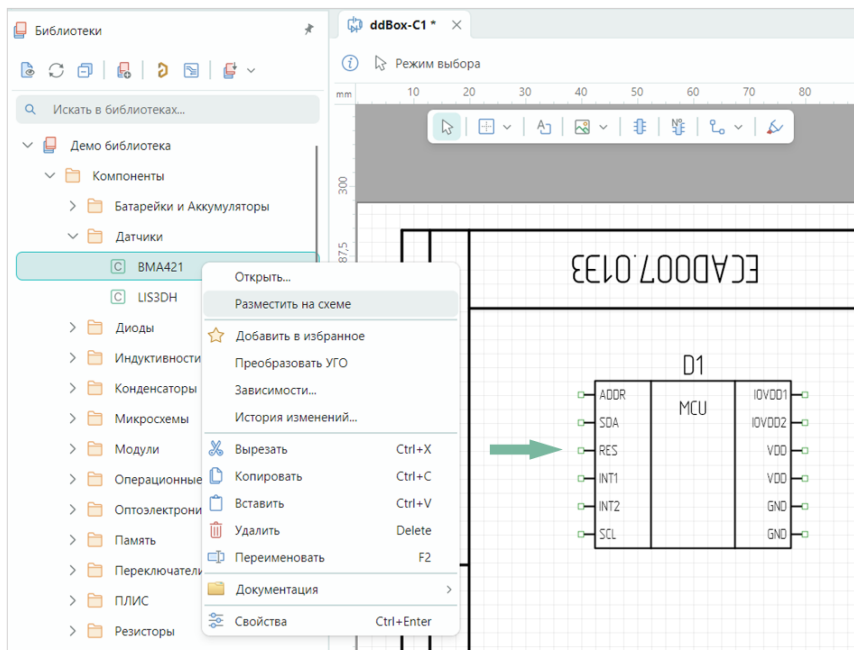 Библиотеки
ddBox-C1 *
Режим выбора
mm 10 20 30 40 50 60 70 80
Искать в библиотеках...
Демо библиотека
Компоненты
Батарейки и Аккумуляторы
Датчики
BMA421
LIS3DH
Диоды
Индуктивности
Конденсаторы
Микросхемы
Модули
Операционные
Оптоэлектрони
Память
Переключатели
ПЛИС
Резисторы
Открыть...
Разместить на схеме
Добавить в избранное
Преобразовать УГО
Зависимости...
История изменений...
Вырезать Ctrl+X
Копировать Ctrl+C
Вставить Ctrl+V
Удалить Delete
Переименовать F2
Документация
Свойства Ctrl+Enter
300
287,5
ECAD007.0133
D1
MCU
ADDR IOVDD1
SDA IOVDD2
RES VDD
INT1 VDD
INT2 GND
SCL GND